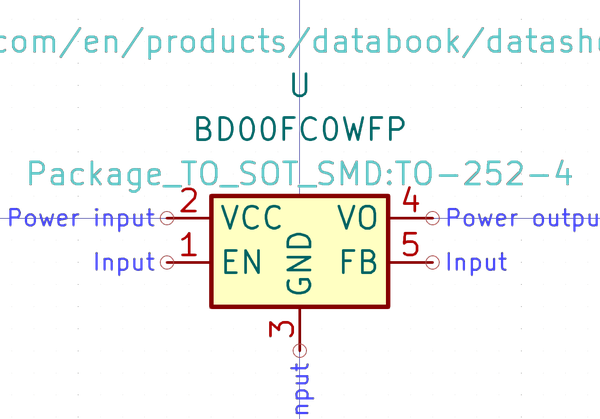 com/en/products/databook/datash
U
BD00FC0WFP
Package_TO_SOT_SMD:TO-252-4
Power input 2 VCC VO 4 Power outpu
Input 1 EN GND FB 5 Input
3
nput